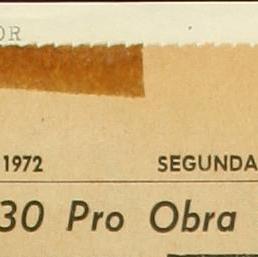 OR
1972 SEGUNDA
30 Pro Obra